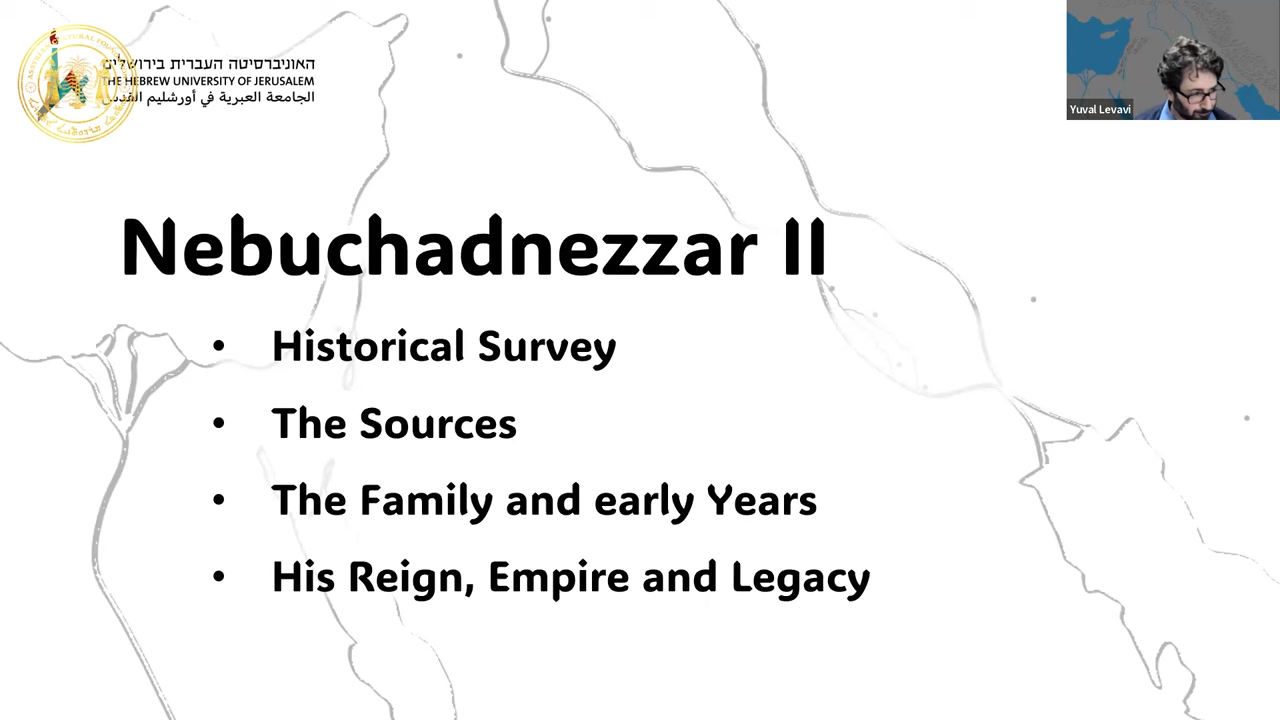 האוניברסיטה העברית בירושלים
THE HEBREW UNIVERSITY OF JERUSALEM
الجامعة العبرية في أورشليم القدس
Yuval Levavi
Nebuchadnezzar II
• Historical Survey
• The Sources
• The Family and early Years
• His Reign, Empire and Legacy